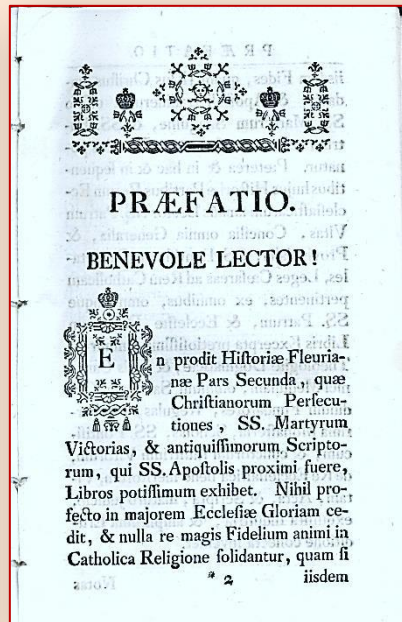 PRÆFATIO.
BENEVOLE LECTOR!
En prodit Hiſtoriæ Fleuria-
næ Pars Secunda, quæ
Chriſtianorum Perſecu-
tiones, SS. Martyrum
Victorias, & antiquiſſimorum Scripto-
rum, qui SS. Apoſtolis proximi fuere,
Libros potiſſimum exhibet. Nihil pro-
fecto in majorem Eccleſiæ Gloriam ce-
dit, & nulla re magis Fidelium animi in
Catholica Religione ſolidantur, quam ſi
* 2 iisdem